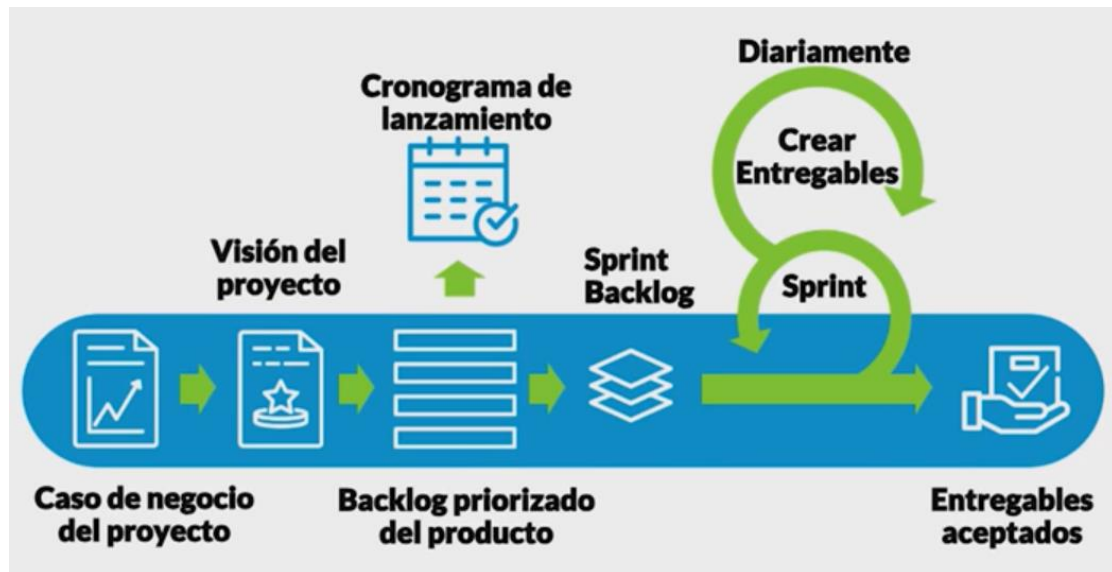 Diariamente
Cronograma de
lanzamiento
Crear
Entregables
Visión del
proyecto
Sprint
Backlog
Sprint
Caso de negocio
del proyecto
Backlog priorizado
del producto
Entregables
aceptados